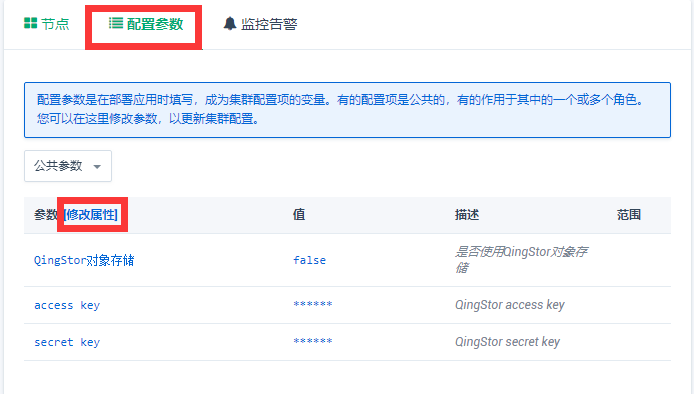 节点 配置参数 监控告警
配置参数是在部署应用时填写，成为集群配置项的变量。有的配置项是公共的，有的作用于其中的一个或多个角色。
您可以在这里修改参数，以更新集群配置。
公共参数
参数 [修改属性] 值 描述 范围
QingStor对象存储 false 是否使用QingStor对象存
储
access key ****** QingStor access key
secret key ****** QingStor secret key